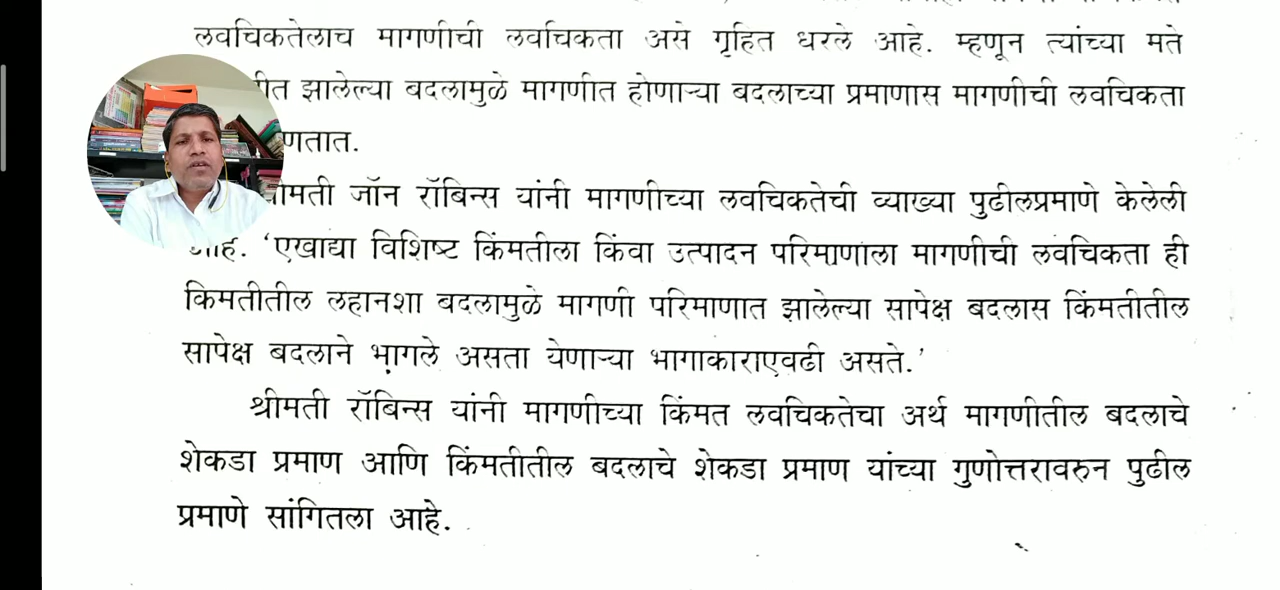 लवचिकतेलाच मागणीची लवचिकता असे गृहित धरले आहे. म्हणून त्यांच्या मते
झालेल्या बदलामुळे मागणीत होणाऱ्या बदलाच्या प्रमाणास मागणीची लवचिकता
श्रीमती जॉन रॉबिन्स यांनी मागणीच्या लवचिकतेची व्याख्या पुढीलप्रमाणे केलेली
आहे. 'एखाद्या विशिष्ट किंमतीला किंवा उत्पादन परिमाणाला मागणीची लवचिकता ही
किमतीतील लहानशा बदलामुळे मागणी परिमाणात झालेल्या सापेक्ष बदलास किंमतीतील
सापेक्ष बदलाने भागले असता येणाऱ्या भागाकाराएवढी असते.'
श्रीमती रॉबिन्स यांनी मागणीच्या किंमत लवचिकतेचा अर्थ मागणीतील बदलाचे
शेकडा प्रमाण आणि किंमतीतील बदलाचे शेकडा प्रमाण यांच्या गुणोत्तरावरुन पुढील
प्रमाणे सांगितला आहे.